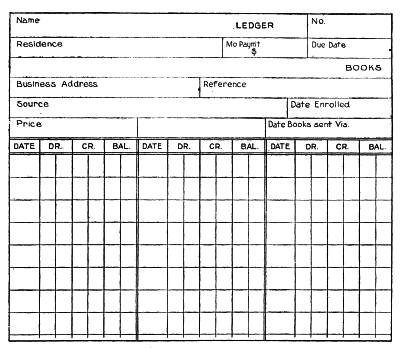 Name LEDGER No.
Residence Mo Paym't $ Due Date
BOOKS
Business Address Reference
Source Date Enrolled
Price Date Books sent Via.
DATE DR. CR. BAL. DATE DR. CR. BAL. DATE DR. CR. BAL.